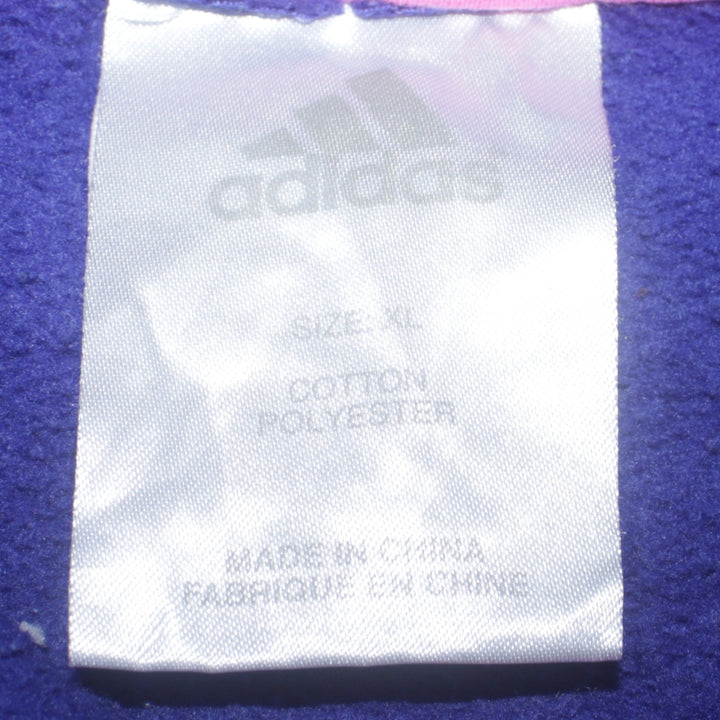 adidas
SIZE: XL
COTTON
POLYESTER
MADE IN CHINA
FABRIQUE EN CHINE